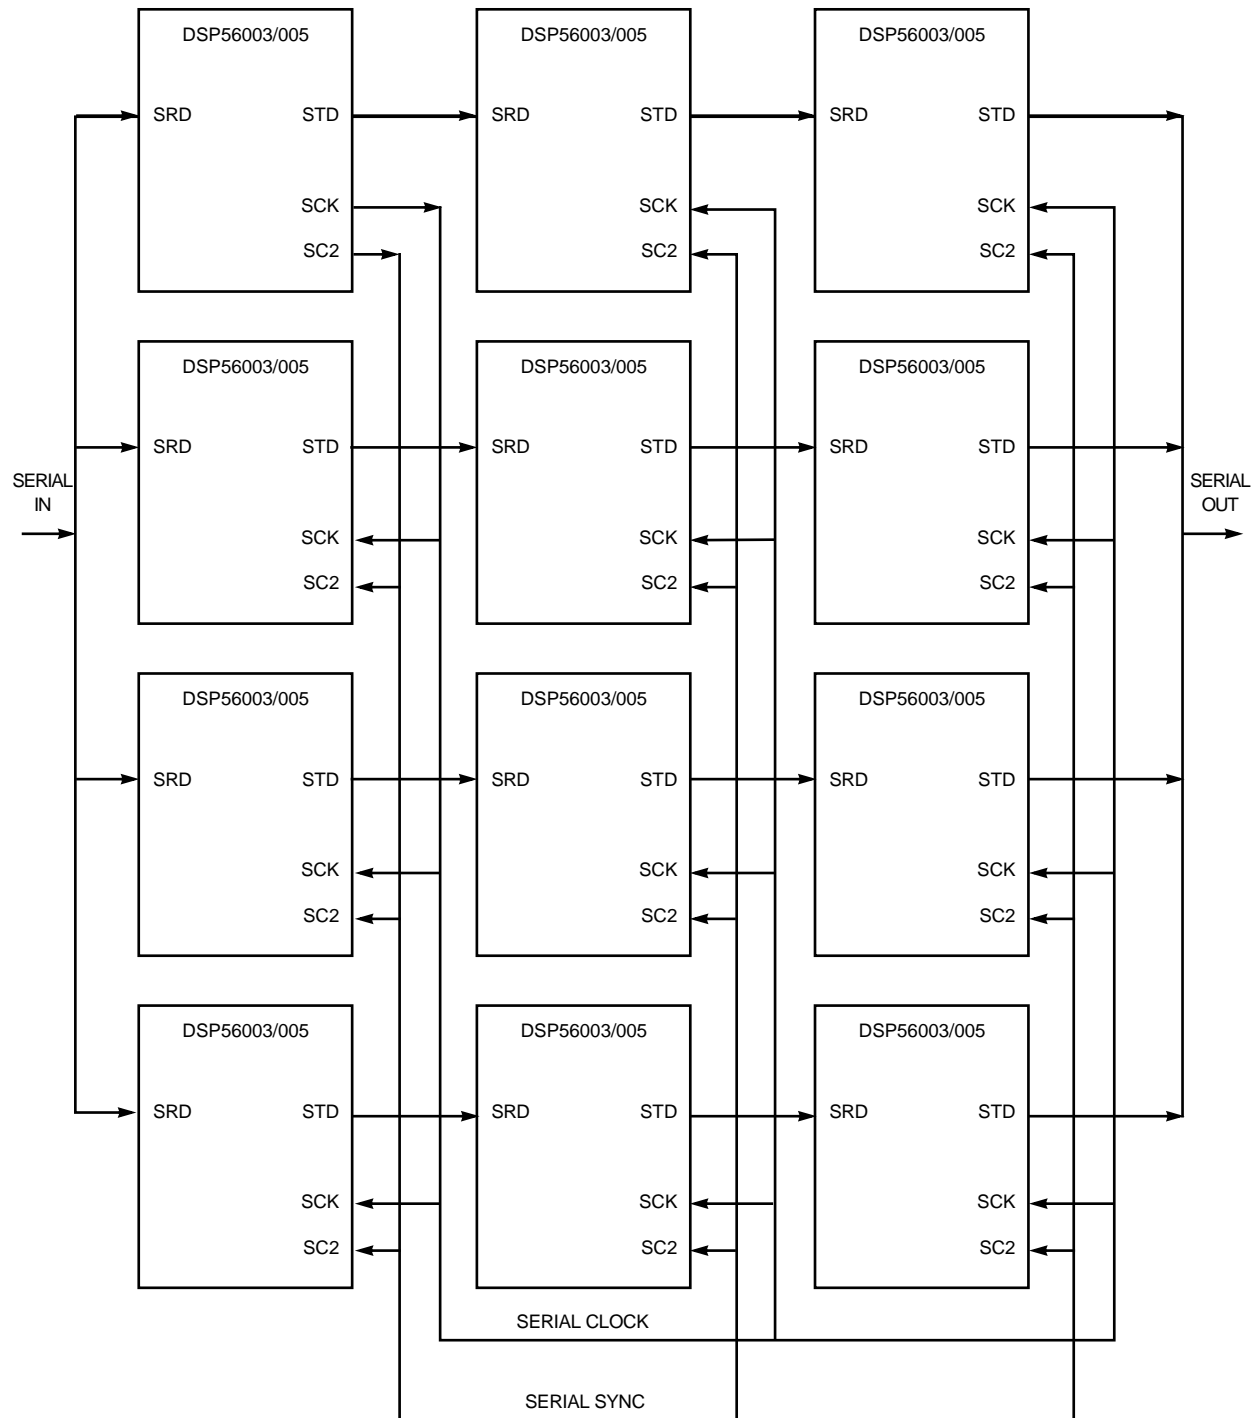 DSP56003/005 DSP56003/005 DSP56003/005
SRD STD SRD STD SRD STD
SCK SCK SCK
SC2 SC2 SC2
DSP56003/005 DSP56003/005 DSP56003/005
SRD STD SRD STD SRD STD
SERIAL
IN
SERIAL
OUT
SCK SCK SCK
SC2 SC2 SC2
DSP56003/005 DSP56003/005 DSP56003/005
SRD STD SRD STD SRD STD
SCK SCK SCK
SC2 SC2 SC2
DSP56003/005 DSP56003/005 DSP56003/005
SRD STD SRD STD SRD STD
SCK SCK SCK
SC2 SC2 SC2
SERIAL CLOCK
SERIAL SYNC